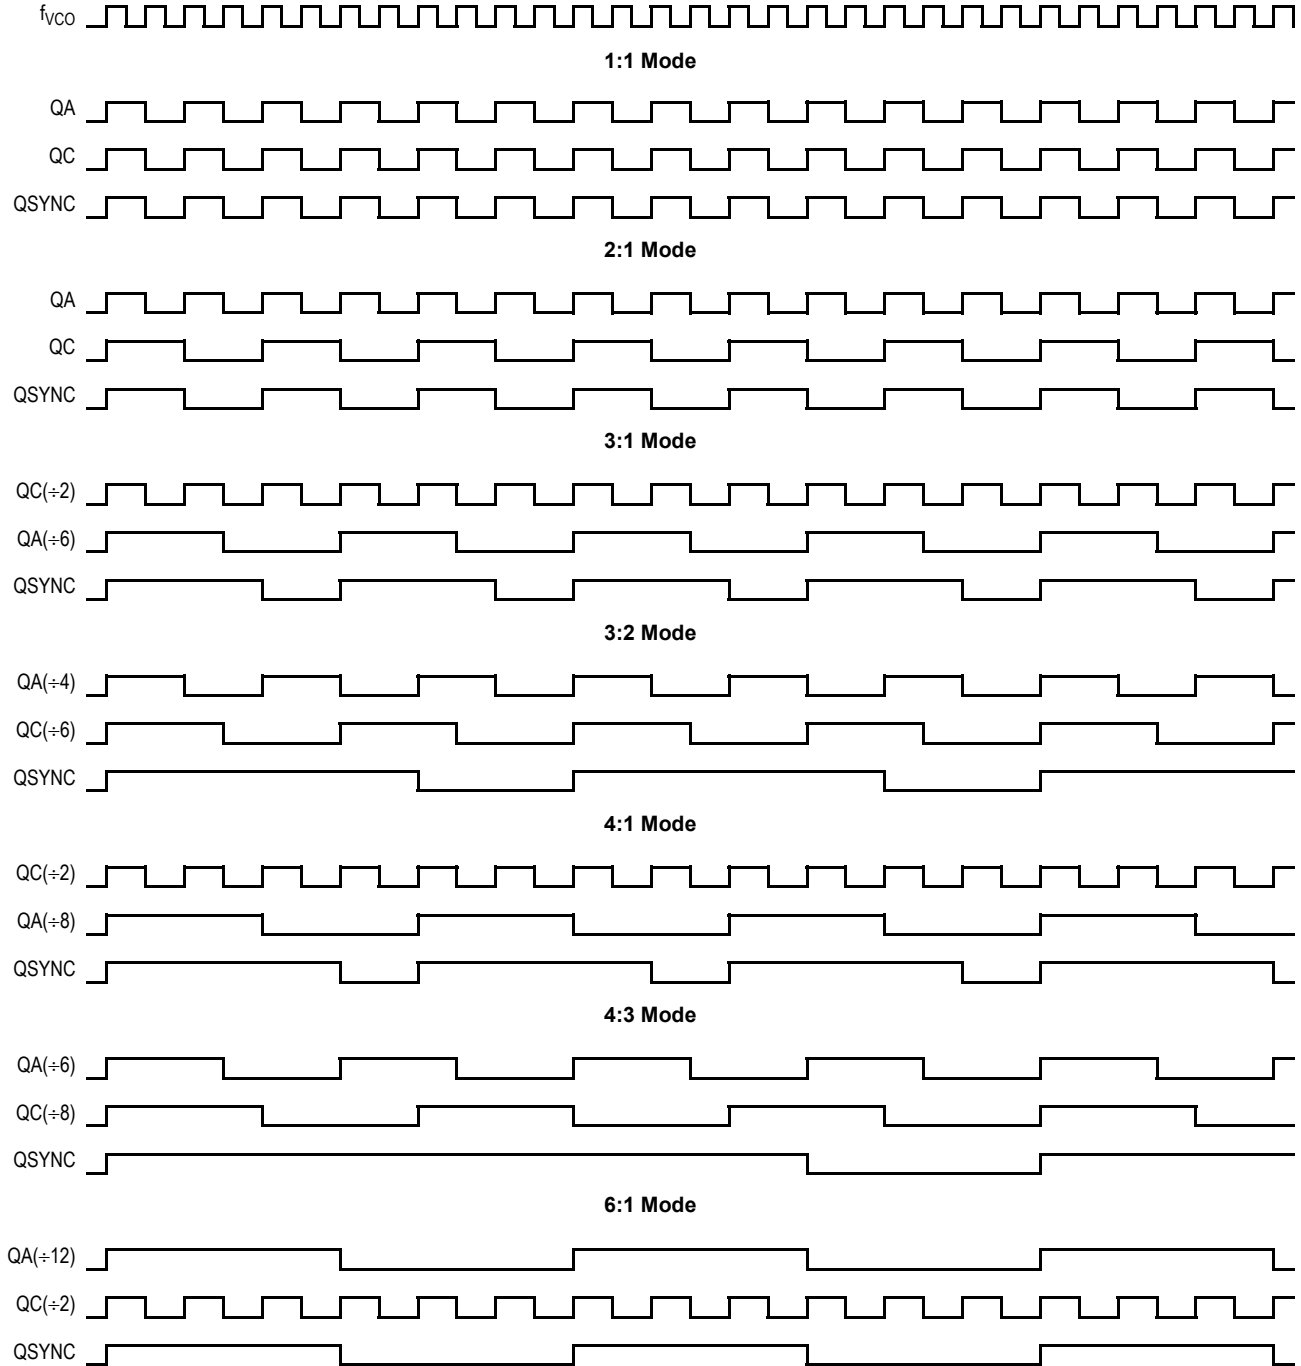 fVCO
1:1 Mode
QA
QC
QSYNC
2:1 Mode
QA
QC
QSYNC
3:1 Mode
QC(÷2)
QA(÷6)
QSYNC
3:2 Mode
QA(÷4)
QC(÷6)
QSYNC
4:1 Mode
QC(÷2)
QA(÷8)
QSYNC
4:3 Mode
QA(÷6)
QC(÷8)
QSYNC
6:1 Mode
QA(÷12)
QC(÷2)
QSYNC